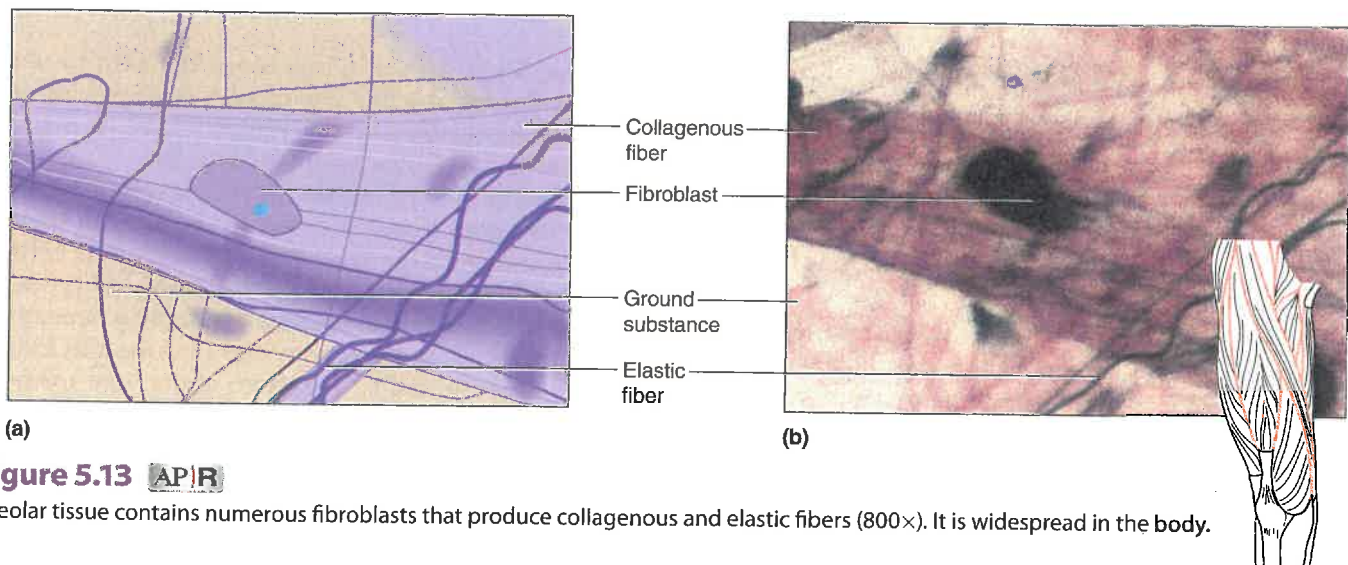 Collagenous
fiber
Fibroblast
Ground
substance
Elastic
fiber
(a)
(b)
gure 5.13 AP|R
eolar tissue contains numerous fibroblasts that produce collagenous and elastic fibers (800×). It is widespread in the body.